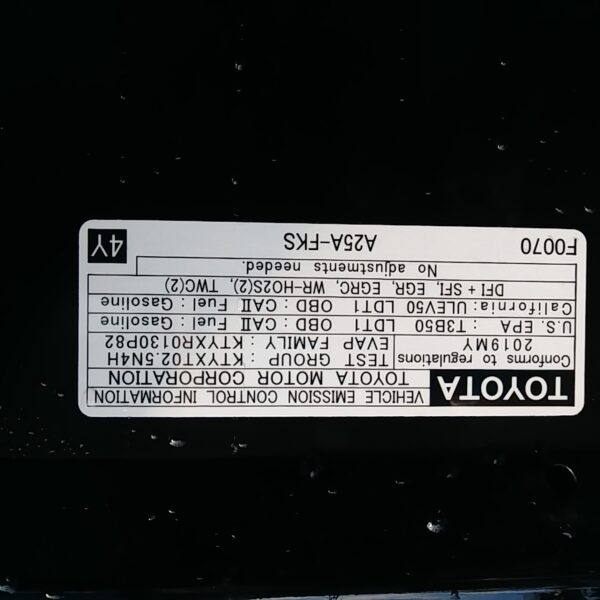 TOYOTA VEHICLE EMISSION CONTROL INFORMATION
TOYOTA MOTOR CORPORATION
Conforms to regulations TEST GROUP : KTYXT02.5N4H
2019MY EVAP FAMILY : KTYXR0130P82
U.S. EPA : T3B50 LDT1 OBD : CAII Fuel : Gasoline
California: ULEV50 LDT1 OBD : CAII Fuel : Gasoline
DFI + SFI, EGR, EGRC, WR-HO2S(2), TWC(2)
No adjustments needed.
F0070 A25A-FKS 4Y